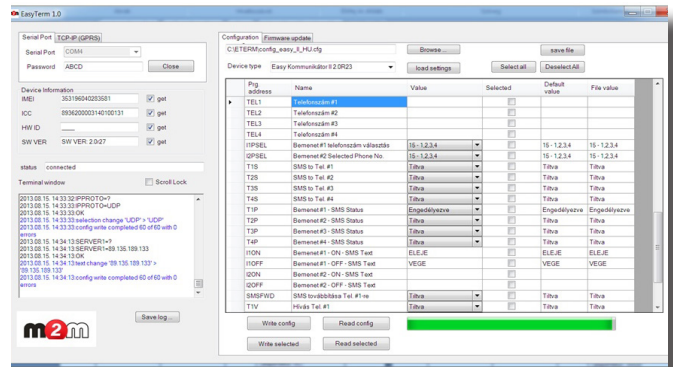 EasyTerm 1.0
Serial Port TCP-IP (GPRS)
Serial Port COM4
Password ABCD Close
Device Information
IMEI 353196040283581 get
ICC 8936200003140100131 get
HW ID ____ get
SW VER SW VER: 2.0r27 get
status connected
Terminal window Scroll Lock
2013.08.15. 14:33:32:IPPROTO=?
2013.08.15. 14:33:33:IPPROTO=UDP
2013.08.15. 14:33:33:OK
2013.08.15. 14:33:33:selection change 'UDP' > 'UDP'
2013.08.15. 14:33:33:config write completed 60 of 60 with 0
errors
2013.08.15. 14:34:13:SERVER1=?
2013.08.15. 14:34:13:SERVER1=89.135.189.133
2013.08.15. 14:34:13:OK
2013.08.15. 14:34:13:text change '89.135.189.133' >
'89.135.189.133'
2013.08.15. 14:34:13:config write completed 60 of 60 with 0
errors
m2m
Save log ...
Configuration Firmware update
C:\ETERM\config_easy_II_HU.cfg Browse ... save file
Device type Easy Kommunikátor II 2.0R23 load setings Select all Deselect All
Prg address Name Value Selected Default value File value
TEL1 Telefonszám #1
TEL2 Telefonszám #2
TEL3 Telefonszám #3
TEL4 Telefonszám #4
I1PSEL Bemenet #1 telefonszám választás 15 - 1,2,3,4 15 - 1,2,3,4 15 - 1,2,3,4
I2PSEL Bemenet #2 Selected Phone No. 15 - 1,2,3,4 15 - 1,2,3,4 15 - 1,2,3,4
T1S SMS to Tel. #1 Tiltva Tiltva Tiltva
T2S SMS to Tel. #2 Tiltva Tiltva Tiltva
T3S SMS to Tel. #3 Tiltva Tiltva Tiltva
T4S SMS to Tel. #4 Tiltva Tiltva Tiltva
T1P Bemenet #1 - SMS Status Engedélyezve Engedélyezve Engedélyezve
T2P Bemenet #2 - SMS Status Tiltva Tiltva Tiltva
T3P Bemenet #3 - SMS Status Tiltva Tiltva Tiltva
T4P Bemenet #4 - SMS Status Tiltva Tiltva Tiltva
I1ON Bemenet #1 - ON - SMS Text ELEJE ELEJE ELEJE
I1OFF Bemenet #1 - OFF - SMS Text VEGE VEGE VEGE
I2ON Bemenet #2 - ON - SMS Text
I2OFF Bemenet #2 - OFF - SMS Text
SMSFWD SMS továbbítása Tel. #1-re Tiltva Tiltva Tiltva
T1V Hívás Tel. #1 Tiltva Tiltva Tiltva
Write config Read config
Write selected Read selected